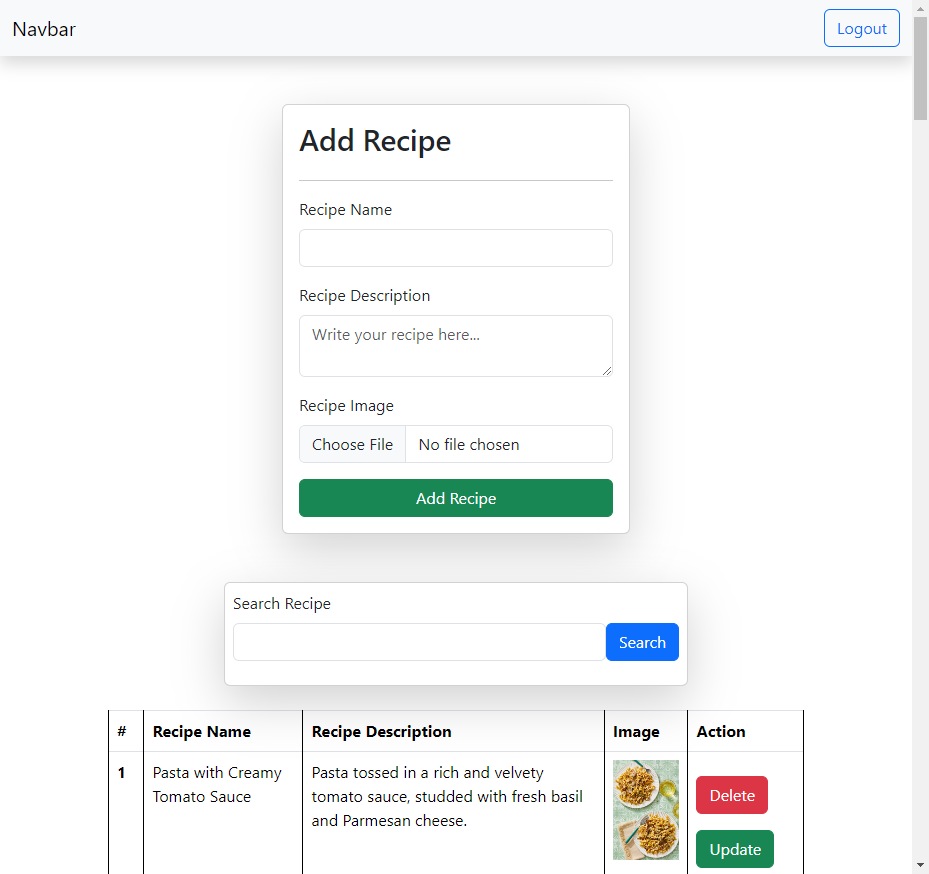 Navbar Logout
Add Recipe
Recipe Name
Recipe Description
Write your recipe here...
Recipe Image
Choose File No file chosen
Add Recipe
Search Recipe
Search
# Recipe Name Recipe Description Image Action
1 Pasta with Creamy
Tomato Sauce
Pasta tossed in a rich and velvety
tomato sauce, studded with fresh basil
and Parmesan cheese.
Delete
Update